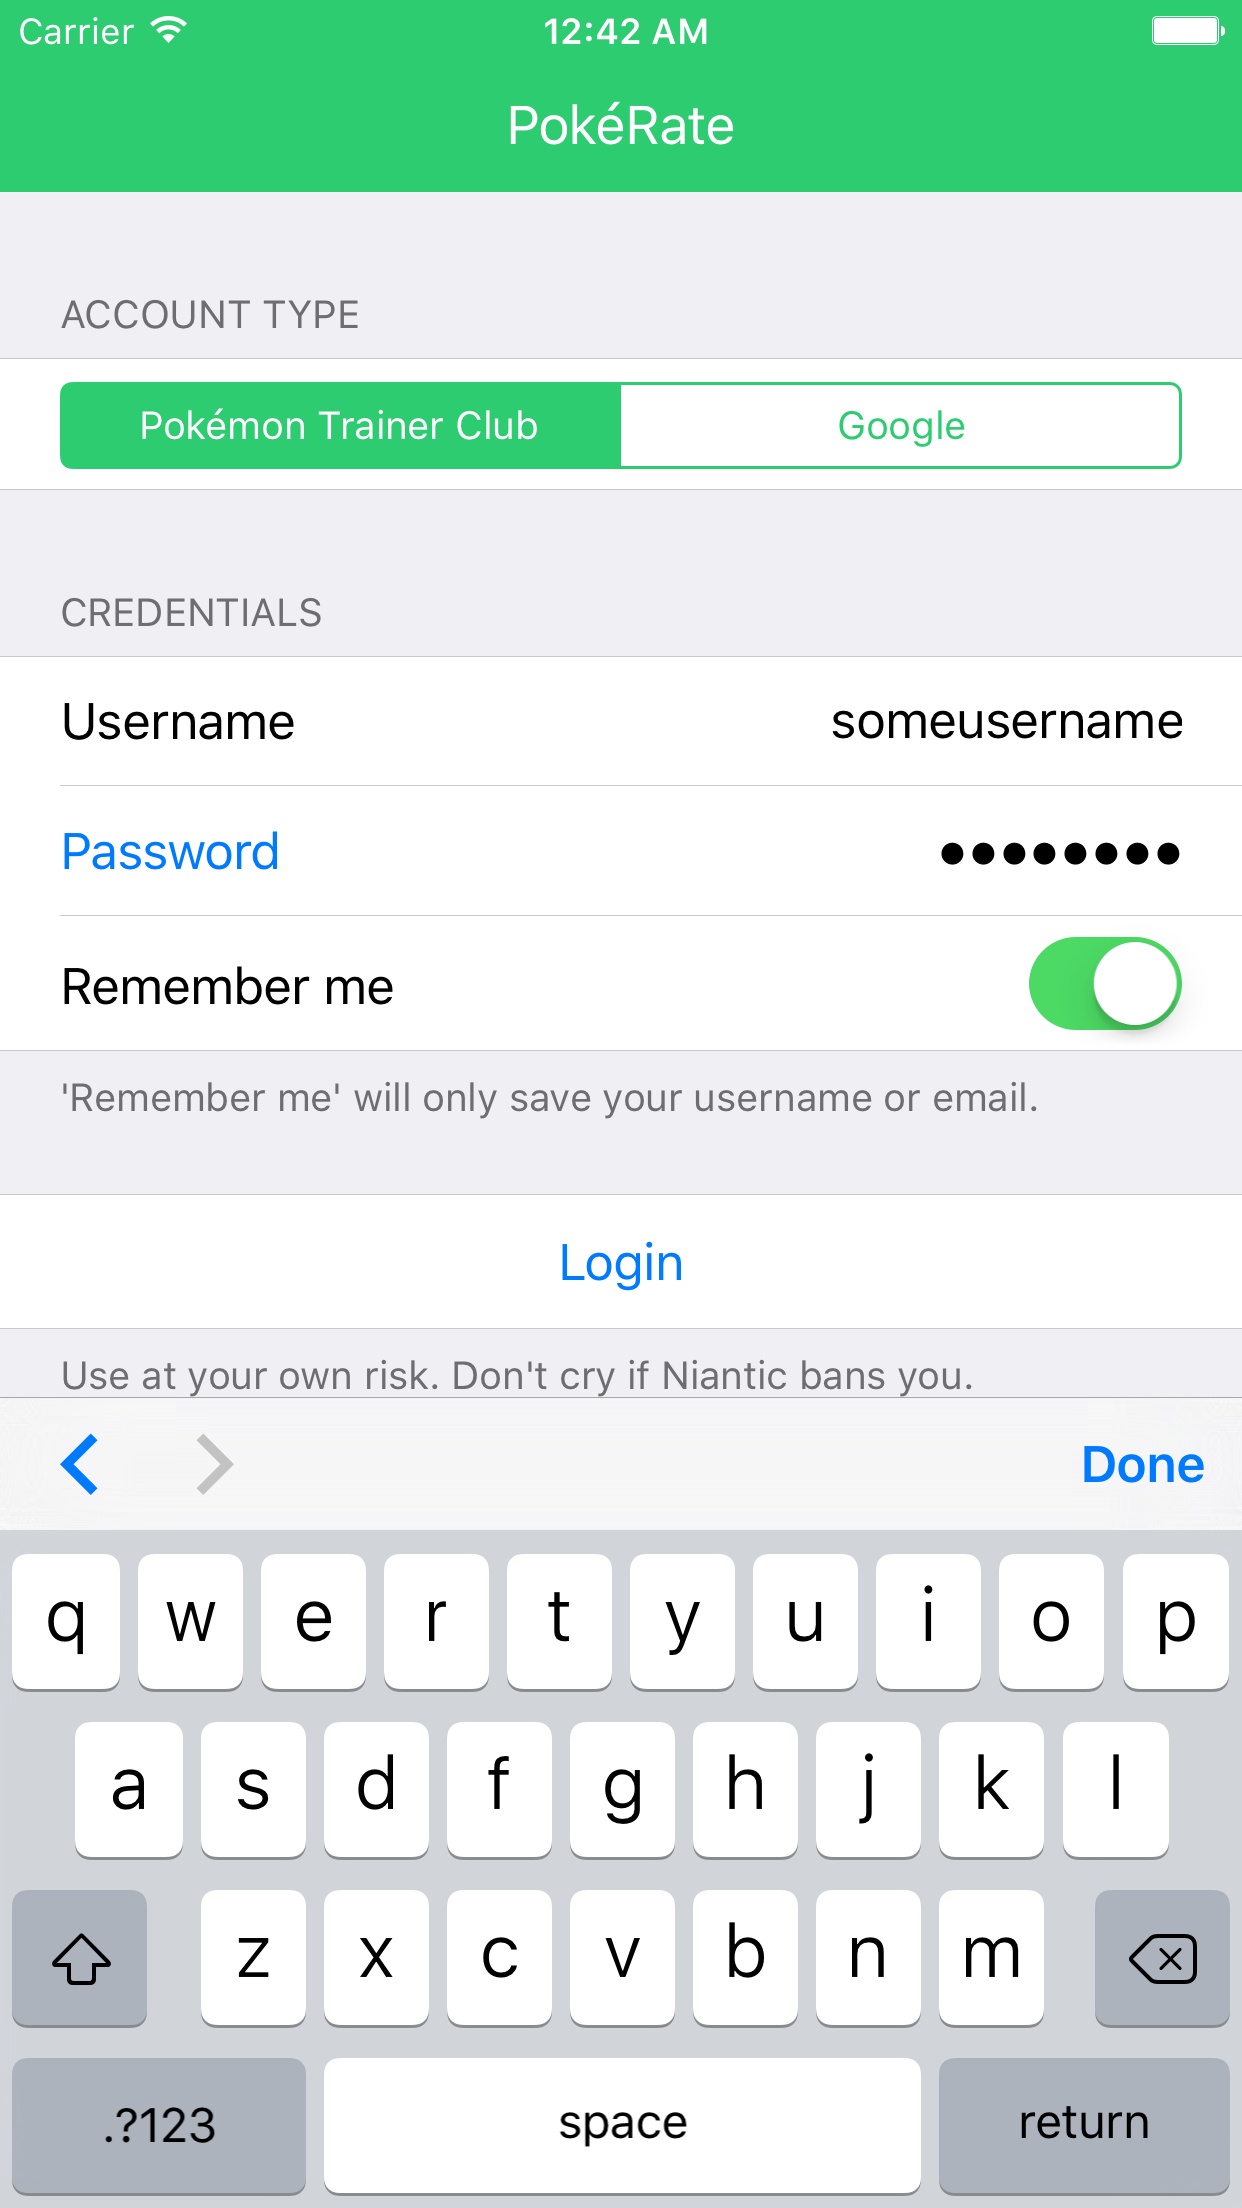 Carrier 12:42 AM
PokéRate
ACCOUNT TYPE
Pokémon Trainer Club Google
CREDENTIALS
Username someusername
Password ••••••••
Remember me
'Remember me' will only save your username or email.
Login
Use at your own risk. Don't cry if Niantic bans you.
Done
q w e r t y u i o p
a s d f g h j k l
z x c v b n m
.?123 space return